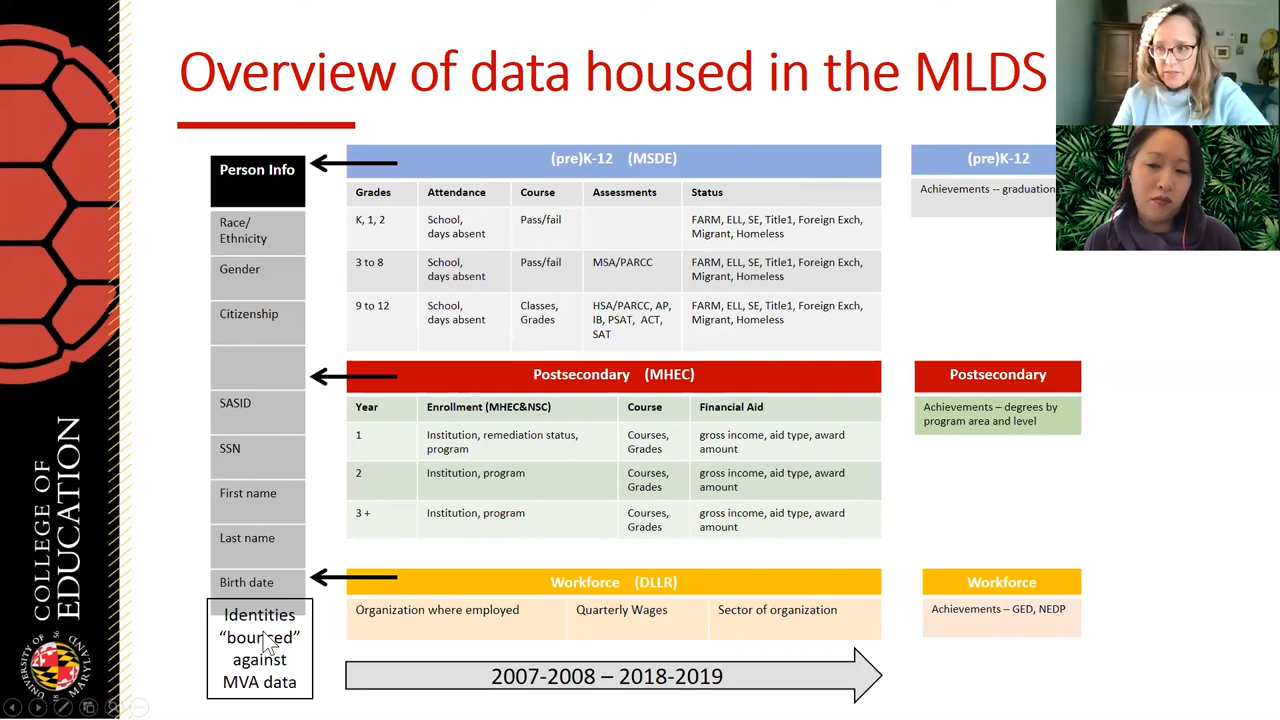 Overview of data housed in the MLDS
Person Info
Race/
Ethnicity
Gender
Citizenship
SASID
SSN
First name
Last name
Birth date
Identities
“bounced”
against
MVA data
(pre)K-12 (MSDE)
Grades Attendance Course Assessments Status
K, 1, 2 School, Pass/fail FARM, ELL, SE, Title1, Foreign Exch,
days absent Migrant, Homeless
3 to 8 School, Pass/fail MSA/PARCC FARM, ELL, SE, Title1, Foreign Exch,
days absent Migrant, Homeless
9 to 12 School, Classes, HSA/PARCC, AP, FARM, ELL, SE, Title1, Foreign Exch,
days absent Grades IB, PSAT, ACT, Migrant, Homeless
SAT
(pre)K-12
Achievements -- graduation
Postsecondary (MHEC)
Year Enrollment (MHEC&NSC) Course Financial Aid
1 Institution, remediation status, Courses, gross income, aid type, award
program Grades amount
2 Institution, program Courses, gross income, aid type, award
Grades amount
3 + Institution, program Courses, gross income, aid type, award
Grades amount
Postsecondary
Achievements – degrees by
program area and level
Workforce (DLLR)
Organization where employed Quarterly Wages Sector of organization
Workforce
Achievements – GED, NEDP
2007-2008 – 2018-2019
COLLEGE OF
EDUCATION
UNIVERSITY OF
MARYLAND
18 56